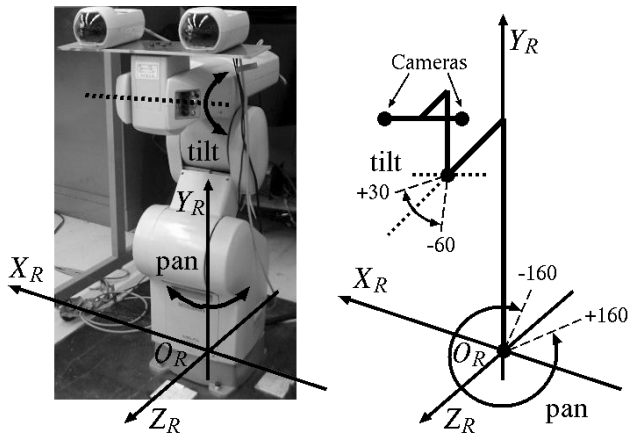 tilt
Y_R
pan
X_R
O_R
Z_R
Y_R
Cameras
tilt
+30
-60
X_R
-160
+160
O_R
Z_R
pan